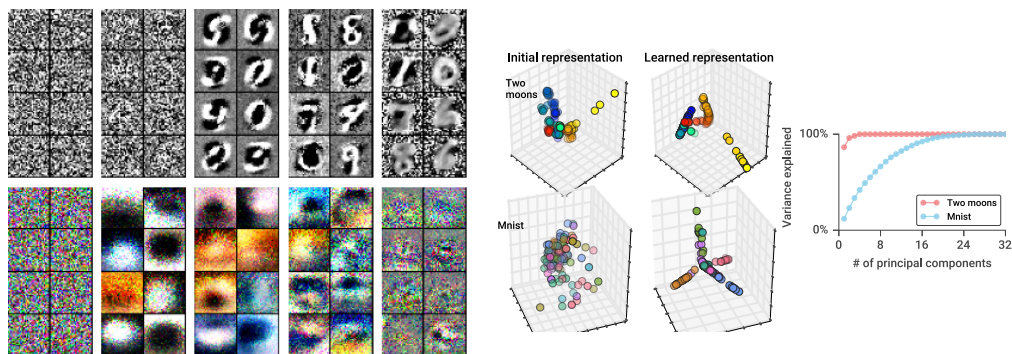 Initial representation
Learned representation
Two
moons
Mnist
Variance explained
100%
0%
Two moons
Mnist
0
8
16
24
32
# of principal components